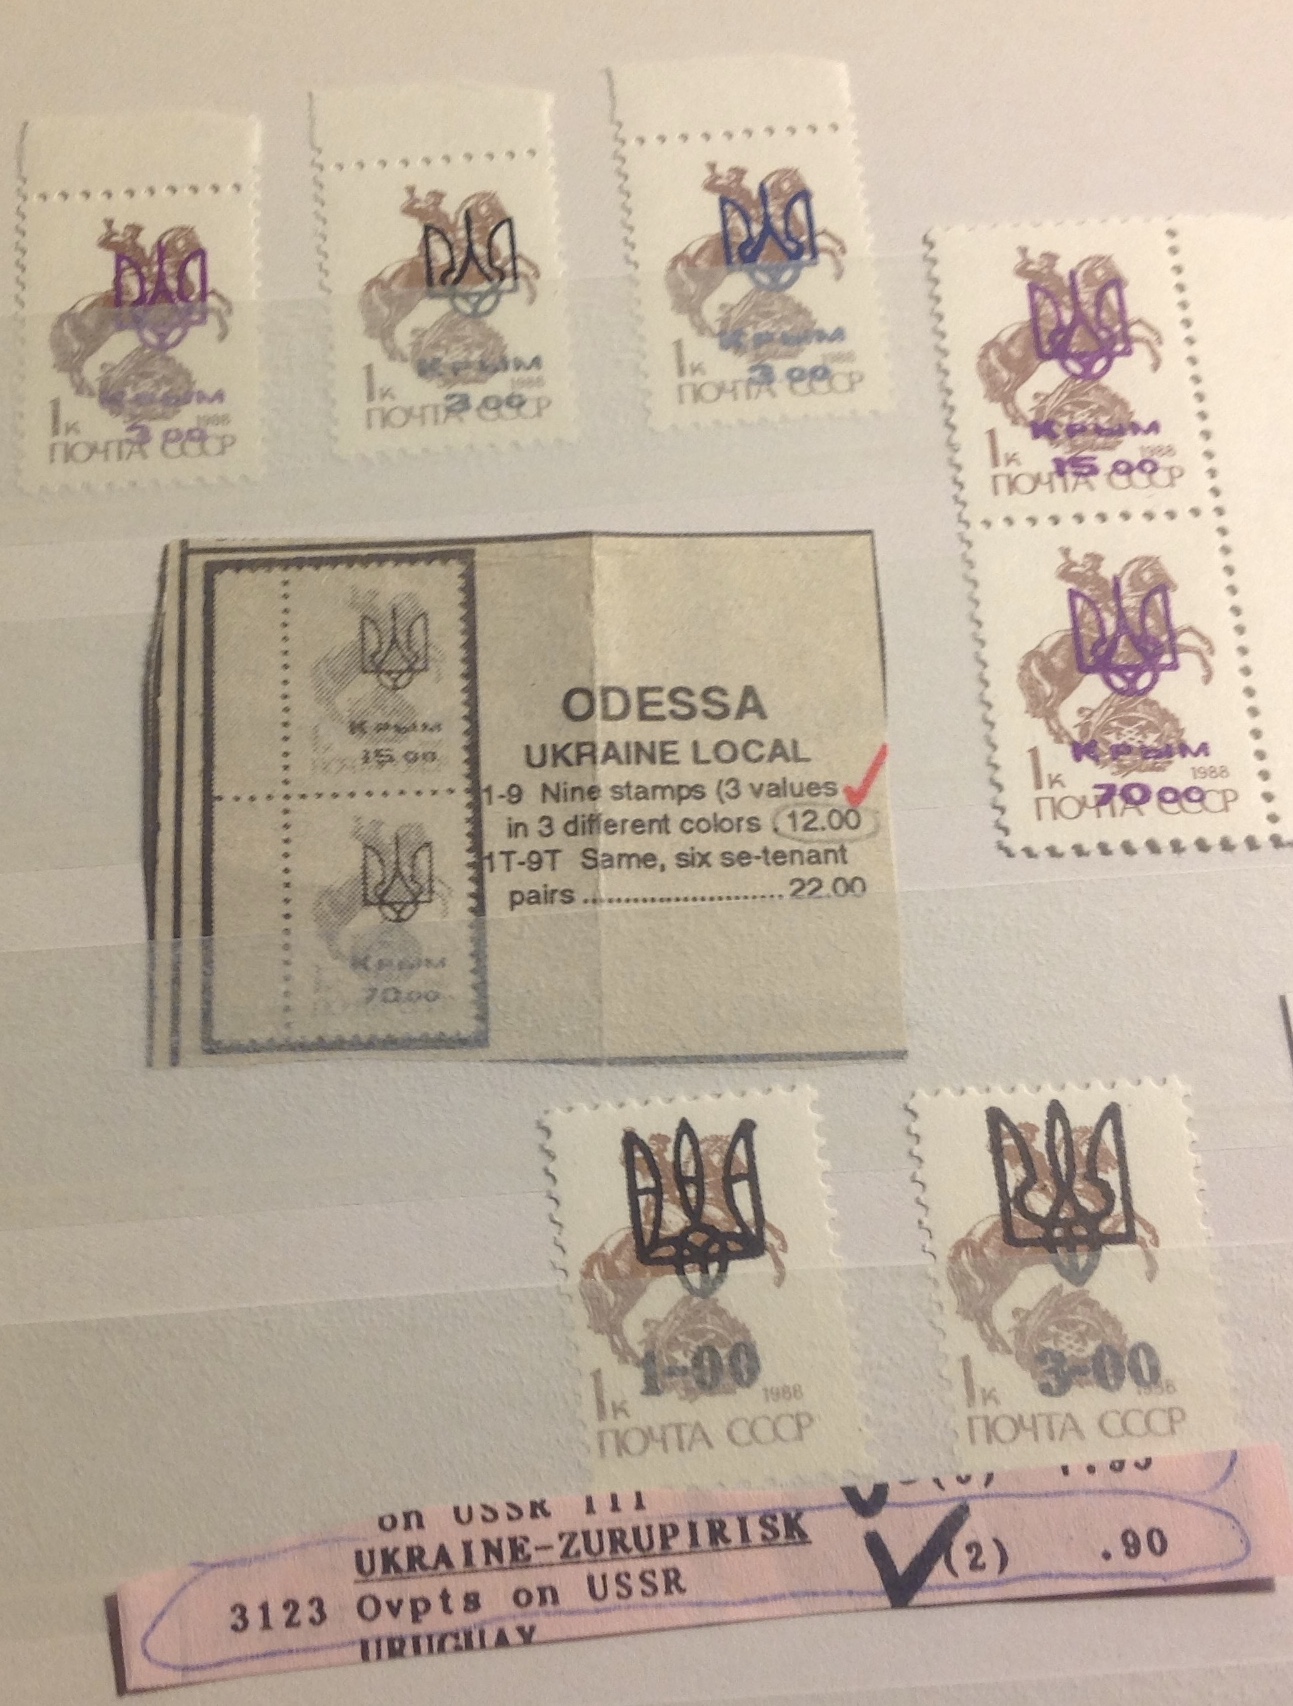 1к
Крым
1988
3 00
ПОЧТА СССР
1к
Крым
1988
3 00
ПОЧТА СССР
1к
Крым
1988
3 00
ПОЧТА СССР
1к
Крым
1988
15 00
ПОЧТА СССР
1к
Крым
1988
70 00
ПОЧТА СССР
Крым
15 00
Крым
70 00
ODESSA
UKRAINE LOCAL
1-9 Nine stamps (3 values
in 3 different colors 12.00
1T-9T Same, six se-tenant
pairs ........................ 22.00
1-00
1к
1988
ПОЧТА СССР
3-00
1к
1988
ПОЧТА СССР
on USSR III
UKRAINE-ZURUPIRISK
3123 Ovpts on USSR (2) .90
URUGUAY